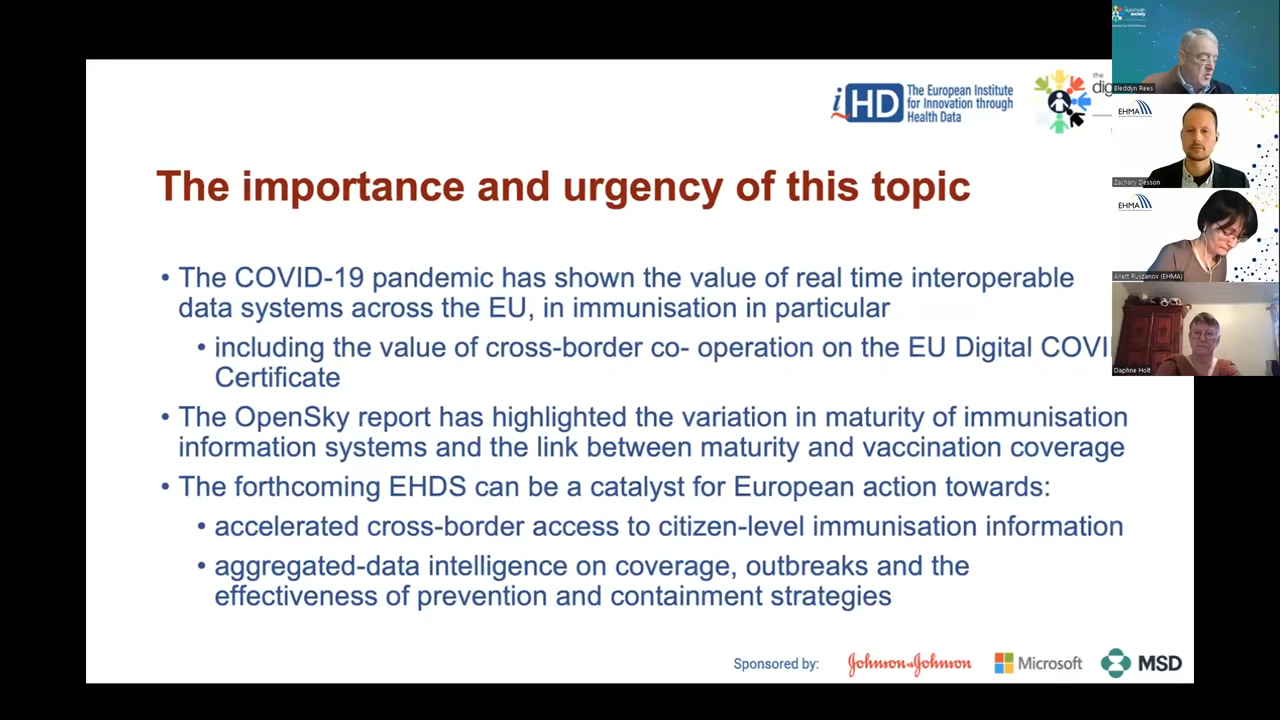 iHD The European Institute
for Innovation through
Health Data
the
The importance and urgency of this topic
• The COVID-19 pandemic has shown the value of real time interoperable
data systems across the EU, in immunisation in particular
• including the value of cross-border co- operation on the EU Digital COVI
Certificate
• The OpenSky report has highlighted the variation in maturity of immunisation
information systems and the link between maturity and vaccination coverage
• The forthcoming EHDS can be a catalyst for European action towards:
• accelerated cross-border access to citizen-level immunisation information
• aggregated-data intelligence on coverage, outbreaks and the
effectiveness of prevention and containment strategies
Sponsored by: Johnson & Johnson Microsoft MSD
digital health
society
Bleddyn Rees
EHMA
Zachary Desson
EHMA
Anett Ruszanov (EHMA)
Daphne Holt